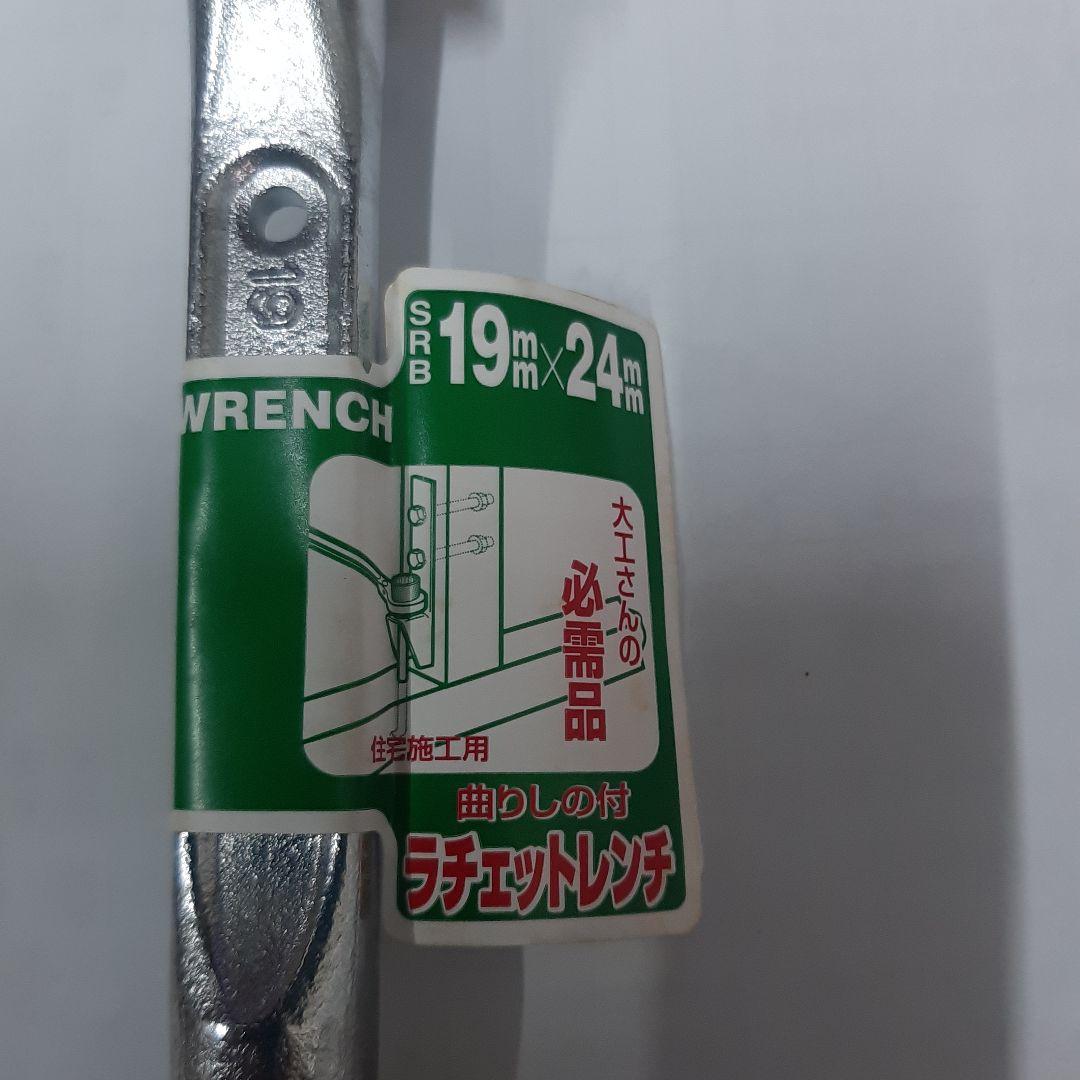 19
SRB 19mm×24mm
WRENCH
大工さんの
必需品
住宅施工用
曲りしの付
ラチェットレンチ